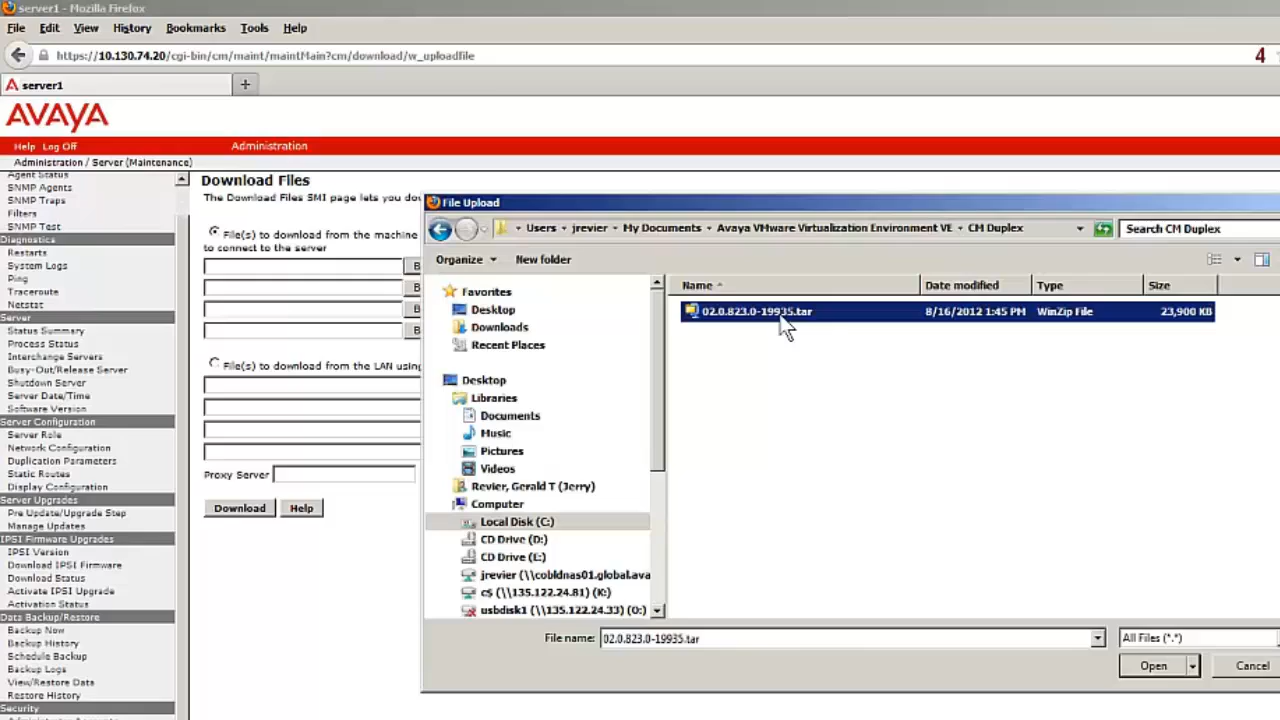 server1 - Mozilla Firefox
File Edit View History Bookmarks Tools Help
https://10.130.74.20/cgi-bin/cm/maint/maintMain?cm/download/w_uploadfile
4
server1
+
AVAYA
Help Log Off
Administration
Administration / Server (Maintenance)
Agent Status
SNMP Agents
SNMP Traps
Filters
SNMP Test
Diagnostics
Restarts
System Logs
Ping
Traceroute
Netstat
Server
Status Summary
Process Status
Interchange Servers
Busy-Out/Release Server
Shutdown Server
Server Date/Time
Software Version
Server Configuration
Server Role
Network Configuration
Duplication Parameters
Static Routes
Display Configuration
Server Upgrades
Pre Update/Upgrade Step
Manage Updates
IPSI Firmware Upgrades
IPSI Version
Download IPSI Firmware
Download Status
Activate IPSI Upgrade
Activation Status
Data Backup/Restore
Backup Now
Backup History
Schedule Backup
Backup Logs
View/Restore Data
Restore History
Security
Download Files
The Download Files SMI page lets you do
File(s) to download from the machine
to connect to the server
B
B
B
B
File(s) to download from the LAN using
Proxy Server
Download
Help
File Upload
Users jrevier My Documents Avaya VMware Virtualization Environment VE CM Duplex
Search CM Duplex
Organize New folder
Favorites
Desktop
Downloads
Recent Places
Desktop
Libraries
Documents
Music
Pictures
Videos
Revier, Gerald T (Jerry)
Computer
Local Disk (C:)
CD Drive (D:)
CD Drive (E:)
jrevier (\\cobldnas01.global.ava
c$ (\\135.122.24.81) (K:)
usbdisk1 (\\135.122.24.33) (O:)
Name Date modified Type Size
02.0.823.0-19935.tar 8/16/2012 1:45 PM WinZip File 23,900 KB
File name: 02.0.823.0-19935.tar
All Files (*.*)
Open
Cancel